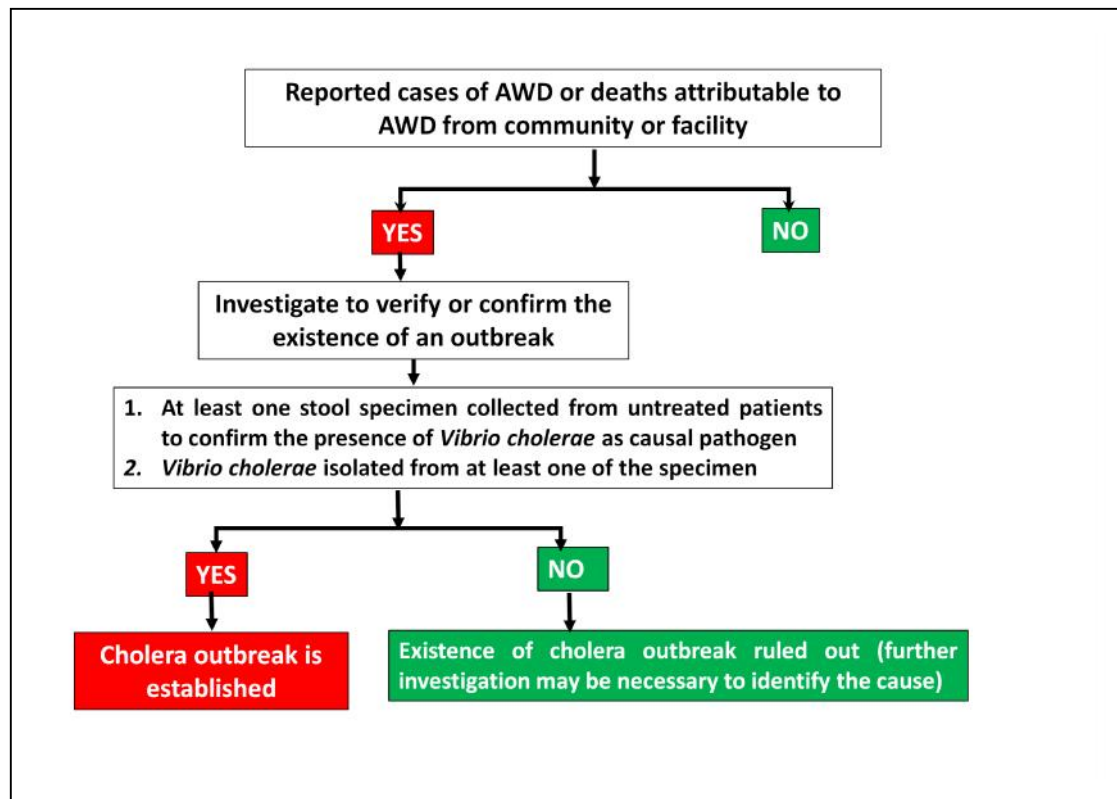 Reported cases of AWD or deaths attributable to
AWD from community or facility
YES
NO
Investigate to verify or confirm the
existence of an outbreak
1. At least one stool specimen collected from untreated patients
to confirm the presence of Vibrio cholerae as causal pathogen
2. Vibrio cholerae isolated from at least one of the specimen
YES
NO
Cholera outbreak is
established
Existence of cholera outbreak ruled out (further
investigation may be necessary to identify the cause)